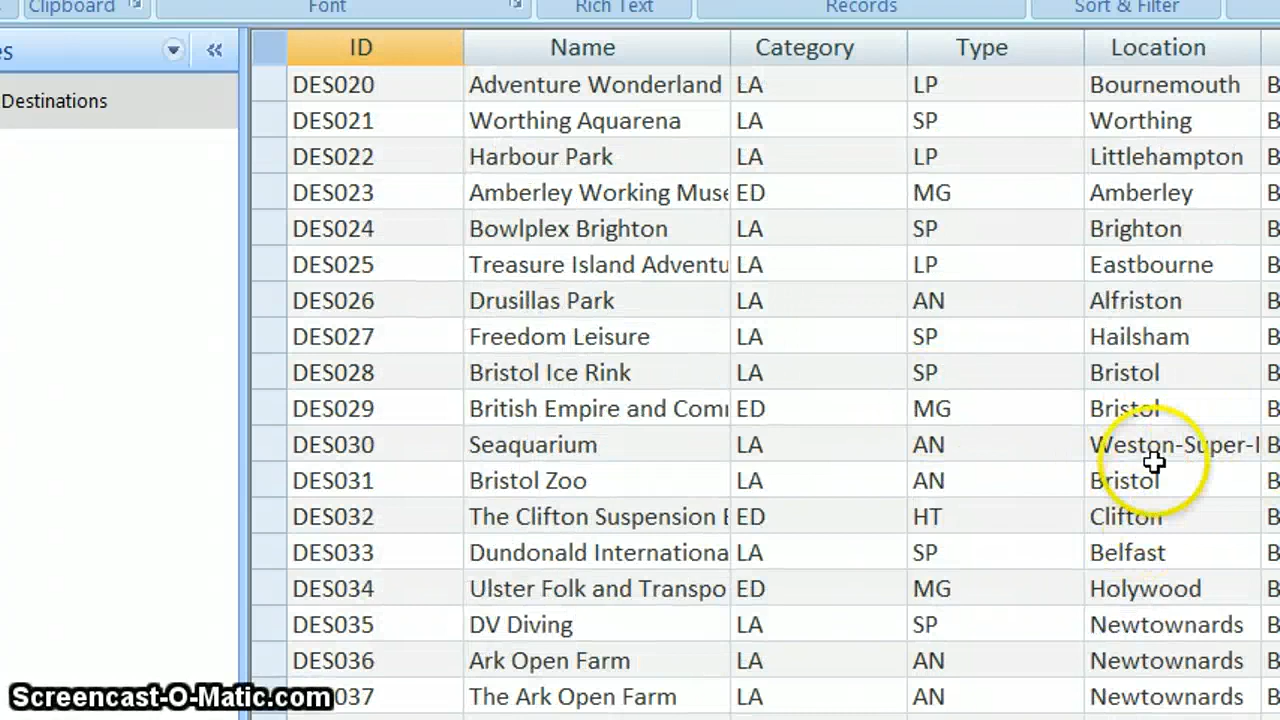 Clipboard Font Rich Text Records Sort & Filter
es
Destinations
ID Name Category Type Location
DES020 Adventure Wonderland LA LP Bournemouth B
DES021 Worthing Aquarena LA SP Worthing B
DES022 Harbour Park LA LP Littlehampton B
DES023 Amberley Working Muse ED MG Amberley B
DES024 Bowlplex Brighton LA SP Brighton B
DES025 Treasure Island Adventu LA LP Eastbourne B
DES026 Drusillas Park LA AN Alfriston B
DES027 Freedom Leisure LA SP Hailsham B
DES028 Bristol Ice Rink LA SP Bristol B
DES029 British Empire and Com ED MG Bristol B
DES030 Seaquarium LA AN Weston-Super- B
DES031 Bristol Zoo LA AN Bristol B
DES032 The Clifton Suspension ED HT Clifton B
DES033 Dundonald Internationa LA SP Belfast B
DES034 Ulster Folk and Transpo ED MG Holywood B
DES035 DV Diving LA SP Newtownards B
DES036 Ark Open Farm LA AN Newtownards B
037 The Ark Open Farm LA AN Newtownards B
Screencast-O-Matic.com